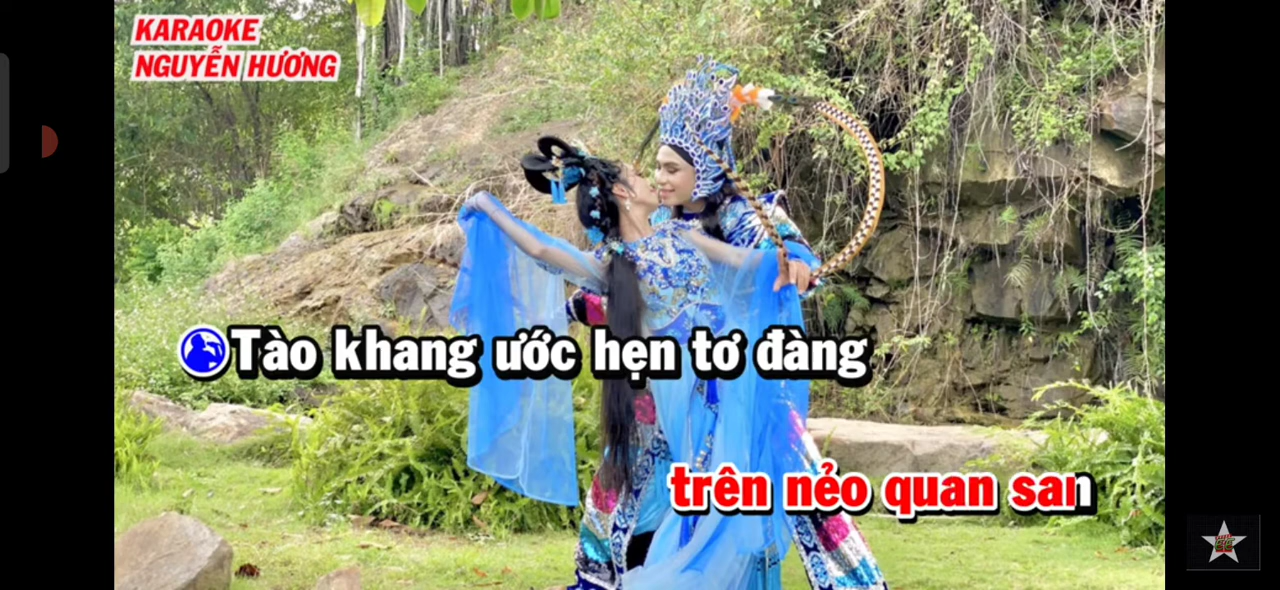 KARAOKE
NGUYỄN HƯƠNG
Tào khang ước hẹn tơ đàng
trên nẻo quan san